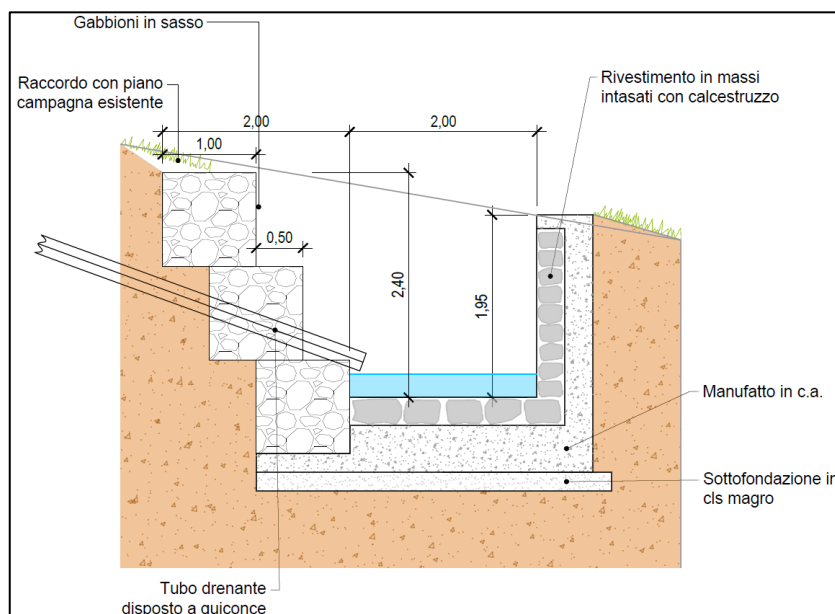 Gabbioni in sasso
Raccordo con piano
campagna esistente
Rivestimento in massi
intasati con calcestruzzo
2,00
2,00
1,00
0,50
2,40
1,95
Manufatto in c.a.
Sottofondazione in
cls magro
Tubo drenante
disposto a quiconce